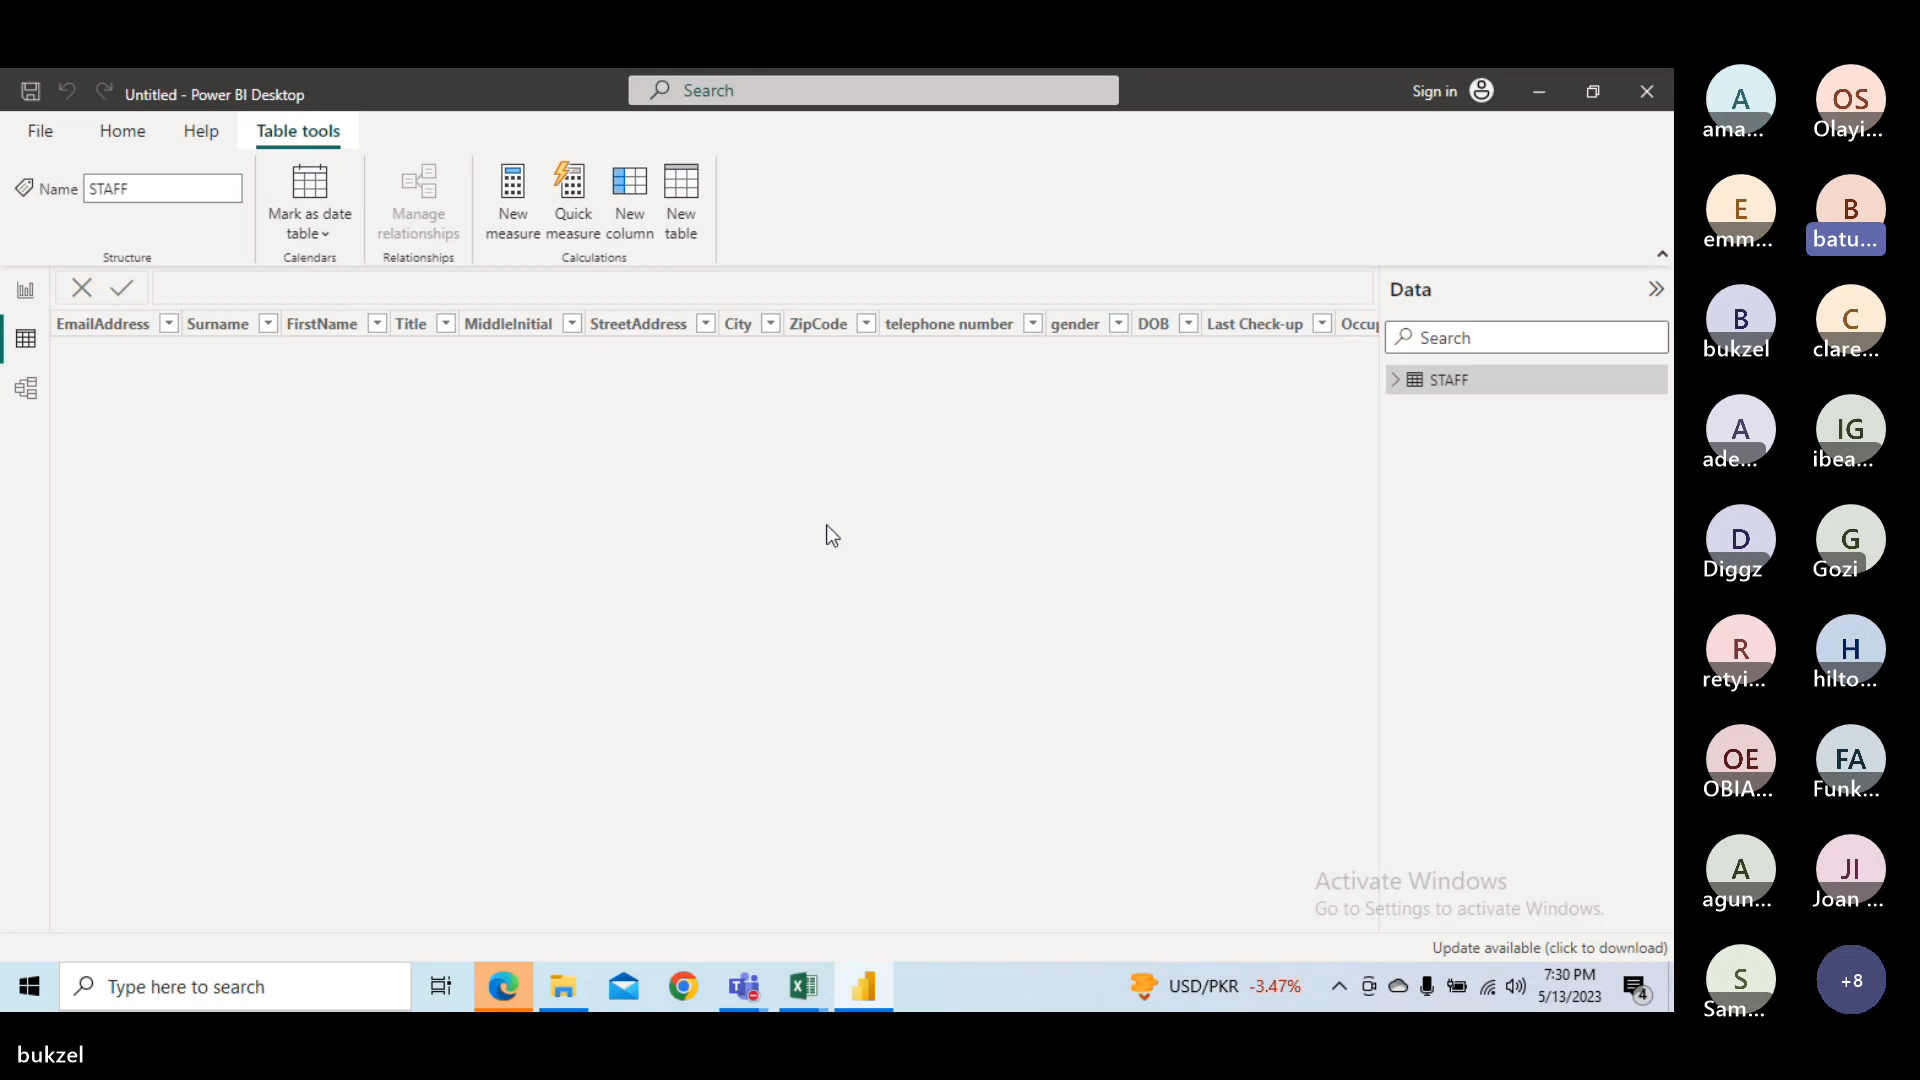 Untitled - Power BI Desktop
Search
Sign in
File
Home
Help
Table tools
Name
STAFF
Structure
Mark as date
table
Calendars
Manage
relationships
Relationships
New
measure
Quick
measure
New
column
New
table
Calculations
EmailAddress
Surname
FirstName
Title
MiddleInitial
StreetAddress
City
ZipCode
telephone number
gender
DOB
Last Check-up
Occup
Data
Search
STAFF
Activate Windows
Go to Settings to activate Windows.
Update available (click to download)
Type here to search
USD/PKR -3.47%
7:30 PM
5/13/2023
4
A
ama...
OS
Olayi...
E
emm...
B
batu...
B
bukzel
C
clare...
A
ade...
IG
ibea...
D
Diggz
G
Gozi
R
retyi...
H
hilto...
OE
OBIA...
FA
Funk...
A
agun...
JI
Joan ...
S
Sam...
+8
bukzel